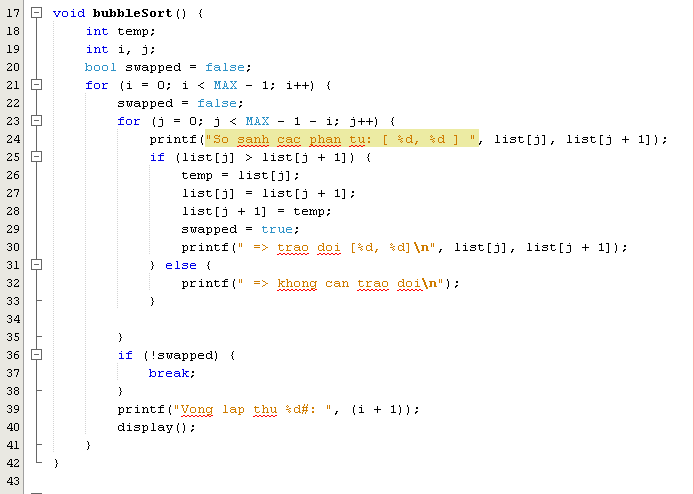 17 void bubbleSort() {
18 int temp;
19 int i, j;
20 bool swapped = false;
21 for (i = 0; i < MAX - 1; i++) {
22 swapped = false;
23 for (j = 0; j < MAX - 1 - i; j++) {
24 printf("So sanh cac phan tu: [ %d, %d ] ", list[j], list[j + 1]);
25 if (list[j] > list[j + 1]) {
26 temp = list[j];
27 list[j] = list[j + 1];
28 list[j + 1] = temp;
29 swapped = true;
30 printf(" => trao doi [%d, %d]\n", list[j], list[j + 1]);
31 } else {
32 printf(" => khong can trao doi\n");
33 }
34
35 }
36 if (!swapped) {
37 break;
38 }
39 printf("Vong lap thu %d#: ", (i + 1));
40 display();
41 }
42 }
43